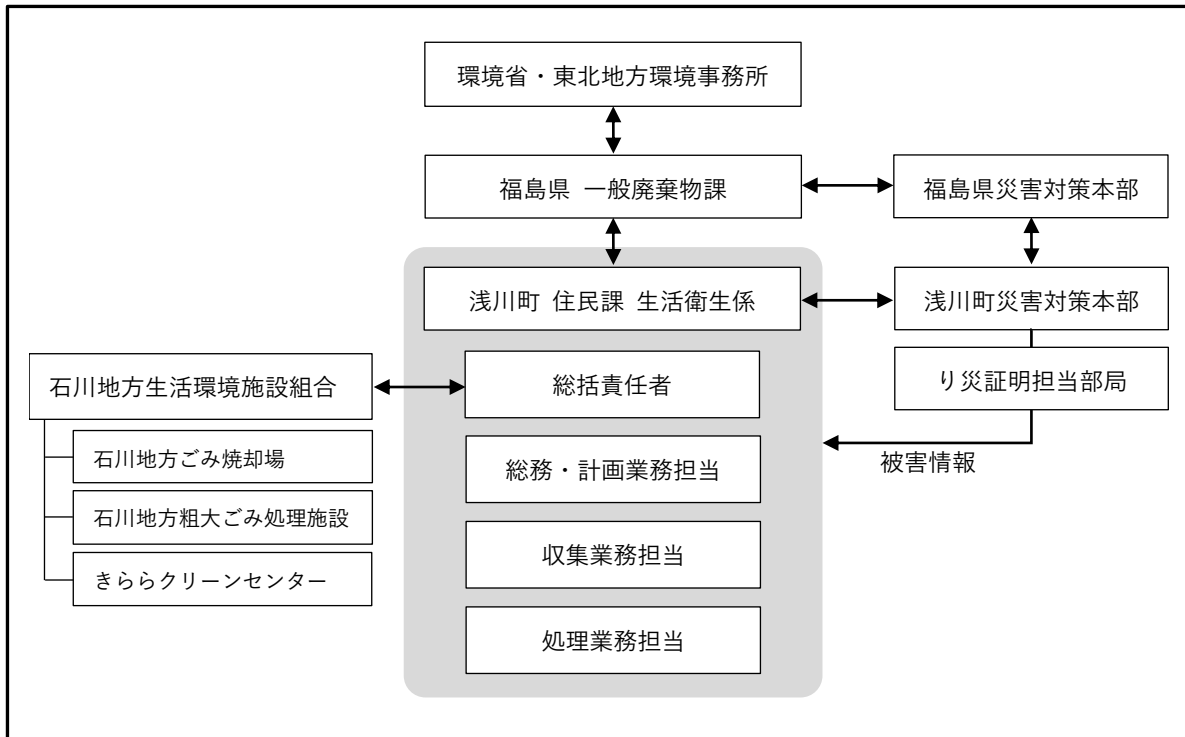 環境省・東北地方環境事務所
福島県 一般廃棄物課
福島県災害対策本部
浅川町 住民課 生活衛生係
浅川町災害対策本部
石川地方生活環境施設組合
総括責任者
り災証明担当部局
石川地方ごみ焼却場
総務・計画業務担当
被害情報
石川地方粗大ごみ処理施設
収集業務担当
きららクリーンセンター
処理業務担当